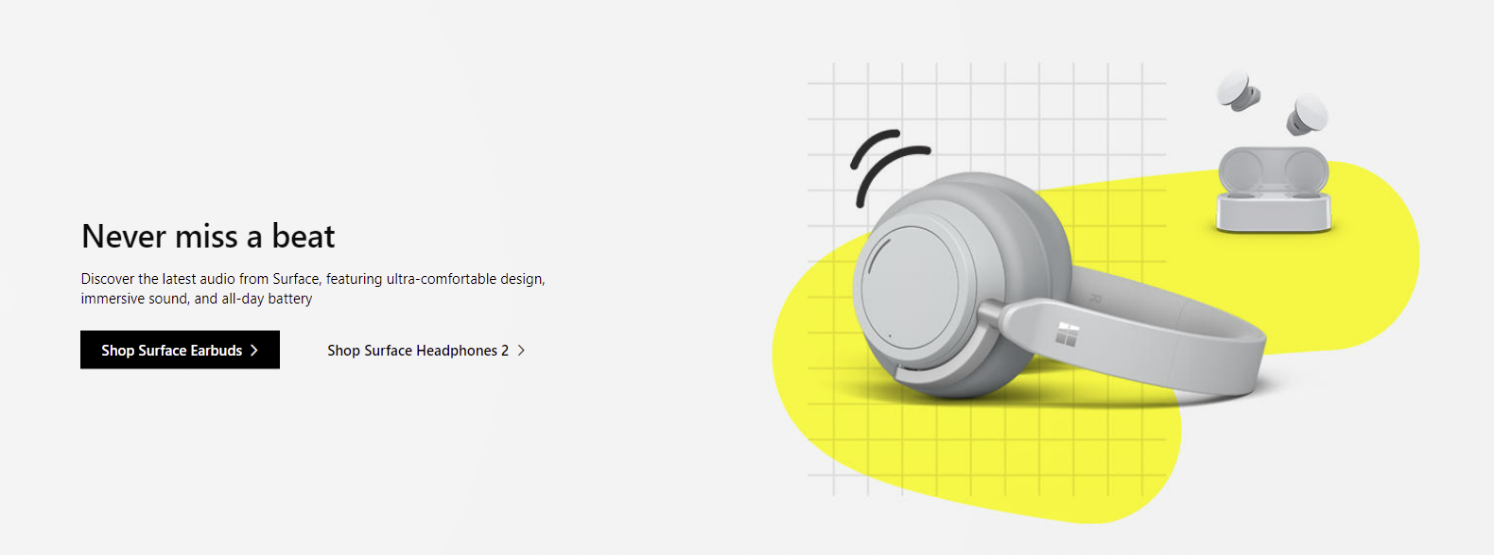 Never miss a beat
Discover the latest audio from Surface, featuring ultra-comfortable design,
immersive sound, and all-day battery
Shop Surface Earbuds
Shop Surface Headphones 2
R